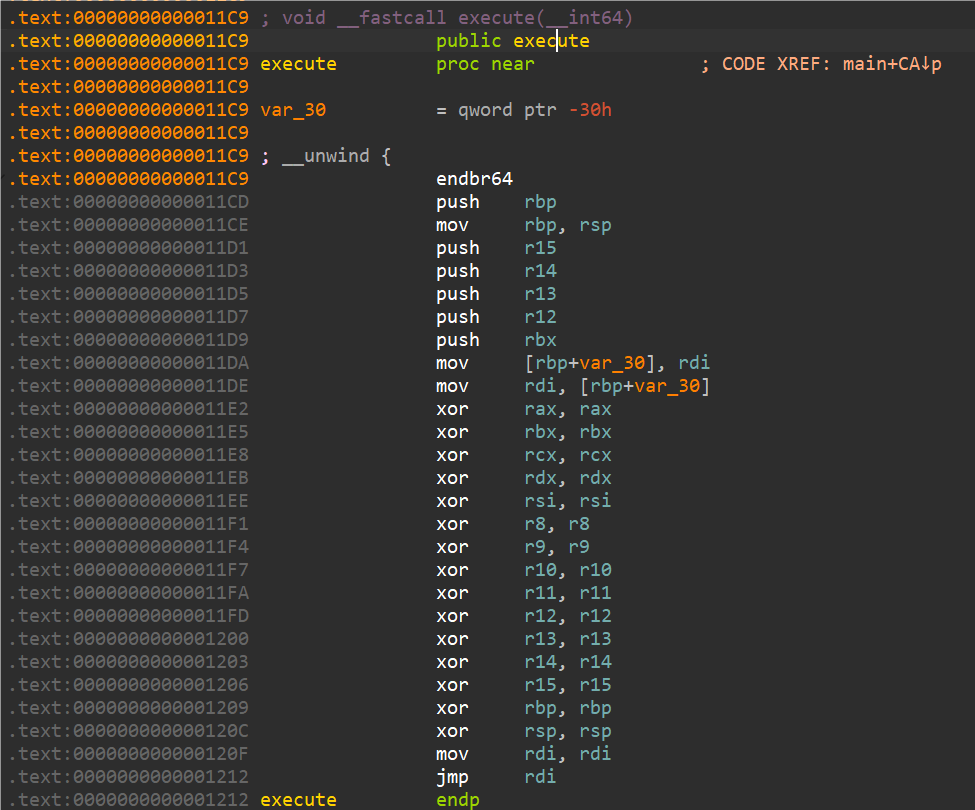 .text:00000000000011C9 ; void __fastcall execute(__int64)
.text:00000000000011C9 public execute
.text:00000000000011C9 execute proc near ; CODE XREF: main+CA↓p
.text:00000000000011C9
.text:00000000000011C9 var_30 = qword ptr -30h
.text:00000000000011C9
.text:00000000000011C9 ; __unwind {
.text:00000000000011C9 endbr64
.text:00000000000011CD push rbp
.text:00000000000011CE mov rbp, rsp
.text:00000000000011D1 push r15
.text:00000000000011D3 push r14
.text:00000000000011D5 push r13
.text:00000000000011D7 push r12
.text:00000000000011D9 push rbx
.text:00000000000011DA mov [rbp+var_30], rdi
.text:00000000000011DE mov rdi, [rbp+var_30]
.text:00000000000011E2 xor rax, rax
.text:00000000000011E5 xor rbx, rbx
.text:00000000000011E8 xor rcx, rcx
.text:00000000000011EB xor rdx, rdx
.text:00000000000011EE xor rsi, rsi
.text:00000000000011F1 xor r8, r8
.text:00000000000011F4 xor r9, r9
.text:00000000000011F7 xor r10, r10
.text:00000000000011FA xor r11, r11
.text:00000000000011FD xor r12, r12
.text:0000000000001200 xor r13, r13
.text:0000000000001203 xor r14, r14
.text:0000000000001206 xor r15, r15
.text:0000000000001209 xor rbp, rbp
.text:000000000000120C xor rsp, rsp
.text:000000000000120F mov rdi, rdi
.text:0000000000001212 jmp rdi
.text:0000000000001212 execute endp